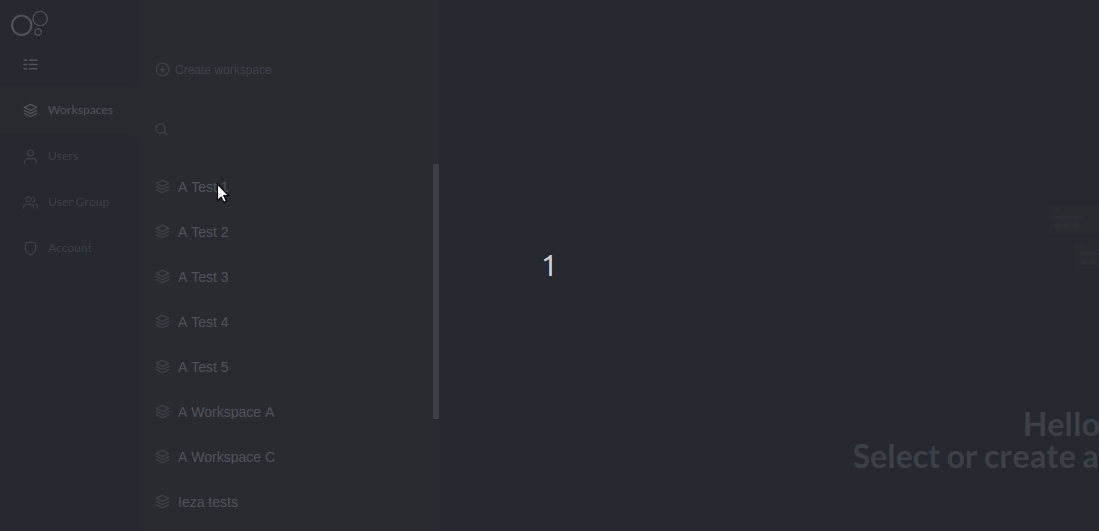 Create workspace
Workspaces
Users
User Group
Account
A Test 1
A Test 2
A Test 3
A Test 4
A Test 5
A Workspace A
A Workspace C
leza tests
1
Hello
Select or create a